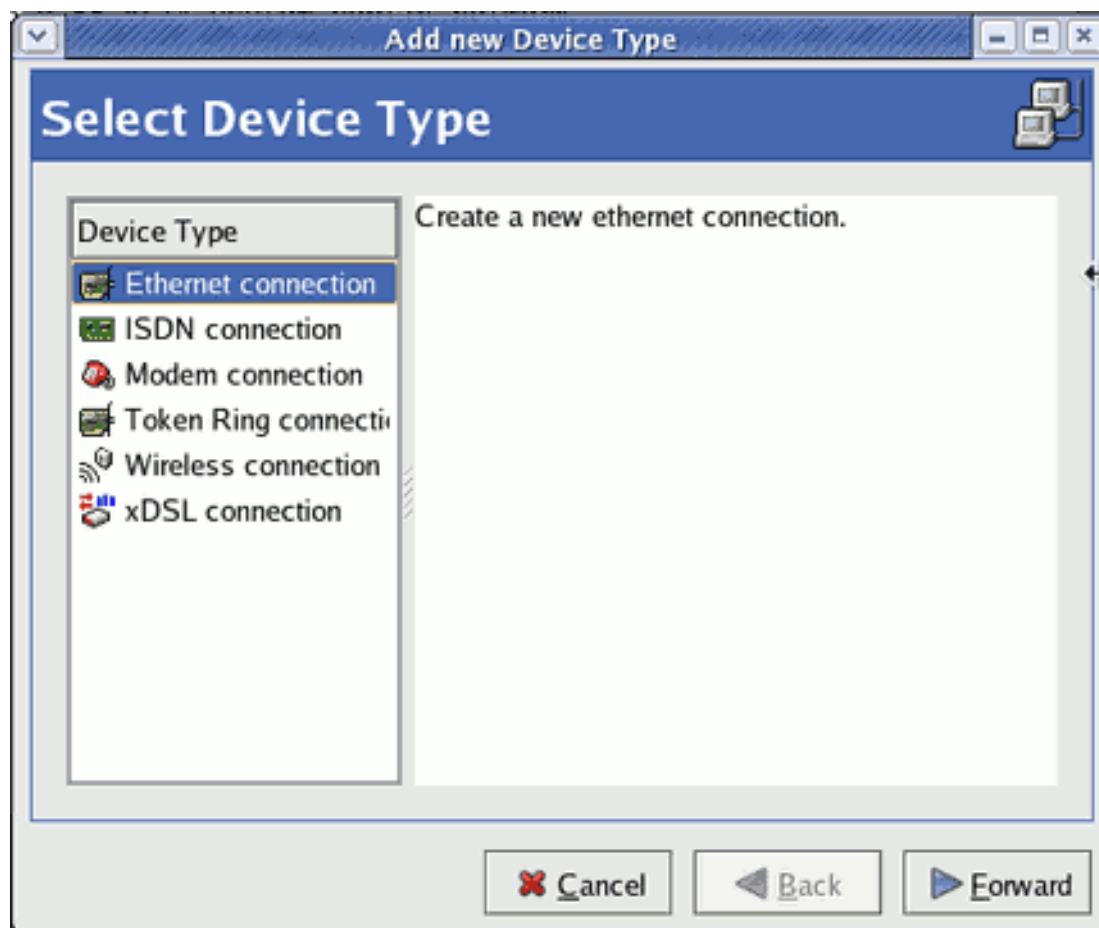 Add new Device Type
Select Device Type
Device Type
Ethernet connection
ISDN connection
Modem connection
Token Ring connecti
Wireless connection
xDSL connection
Create a new ethernet connection.
Cancel
Back
Forward